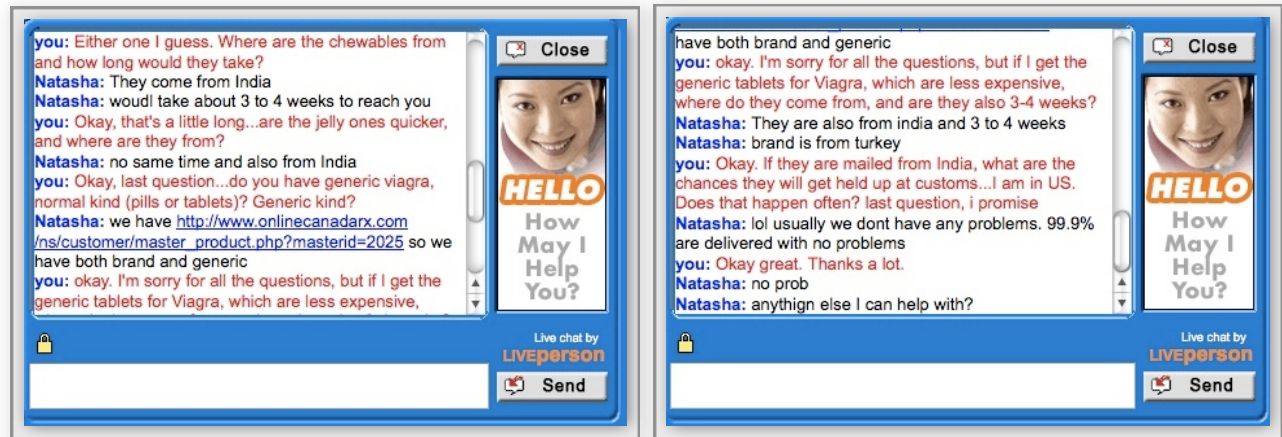 you: Either one I guess. Where are the chewables from
and how long would they take?
Natasha: They come from India
Natasha: woudl take about 3 to 4 weeks to reach you
you: Okay, that's a little long...are the jelly ones quicker,
and where are they from?
Natasha: no same time and also from India
you: Okay, last question...do you have generic viagra,
normal kind (pills or tablets)? Generic kind?
Natasha: we have http://www.onlinecanadarx.com
/ns/customer/master_product.php?masterid=2025 so we
have both brand and generic
you: okay. I'm sorry for all the questions, but if I get the
generic tablets for Viagra, which are less expensive,
Close
HELLO
How
May I
Help
You?
Live chat by
LIVEperson
Send
have both brand and generic
you: okay. I'm sorry for all the questions, but if I get the
generic tablets for Viagra, which are less expensive,
where do they come from, and are they also 3-4 weeks?
Natasha: They are also from india and 3 to 4 weeks
Natasha: brand is from turkey
you: Okay. If they are mailed from India, what are the
chances they will get held up at customs...I am in US.
Does that happen often? last question, i promise
Natasha: lol usually we dont have any problems. 99.9%
are delivered with no problems
you: Okay great. Thanks a lot.
Natasha: no prob
Natasha: anythign else I can help with?
Close
HELLO
How
May I
Help
You?
Live chat by
LIVEperson
Send